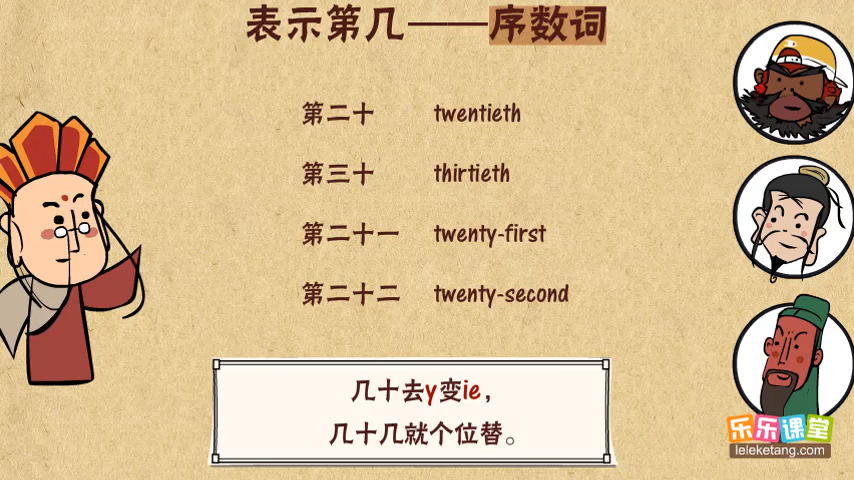 表示第几——序数词
第二十 twentieth
第三十 thirtieth
第二十一 twenty-first
第二十二 twenty-second
几十去y变ie，
几十几就个位替。
乐乐课堂
leleketang.com